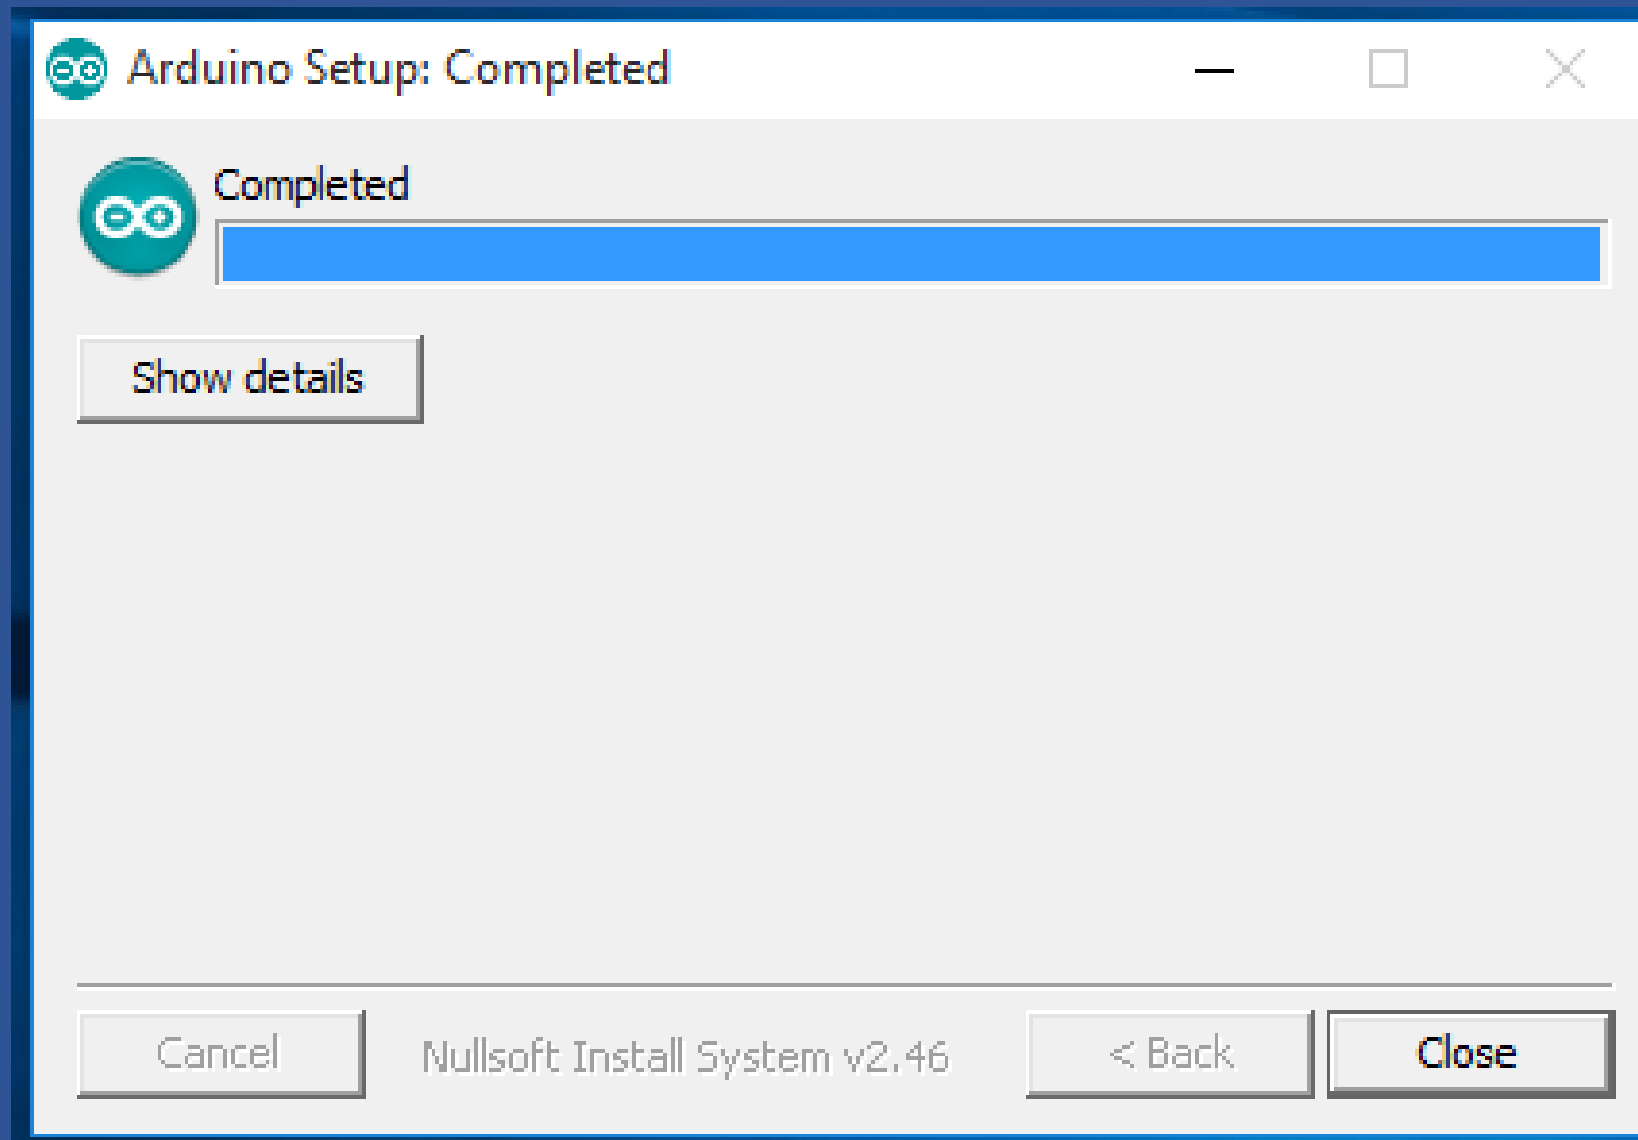 Arduino Setup: Completed
Completed
Show details
Cancel
Nullsoft Install System v2.46
< Back
Close